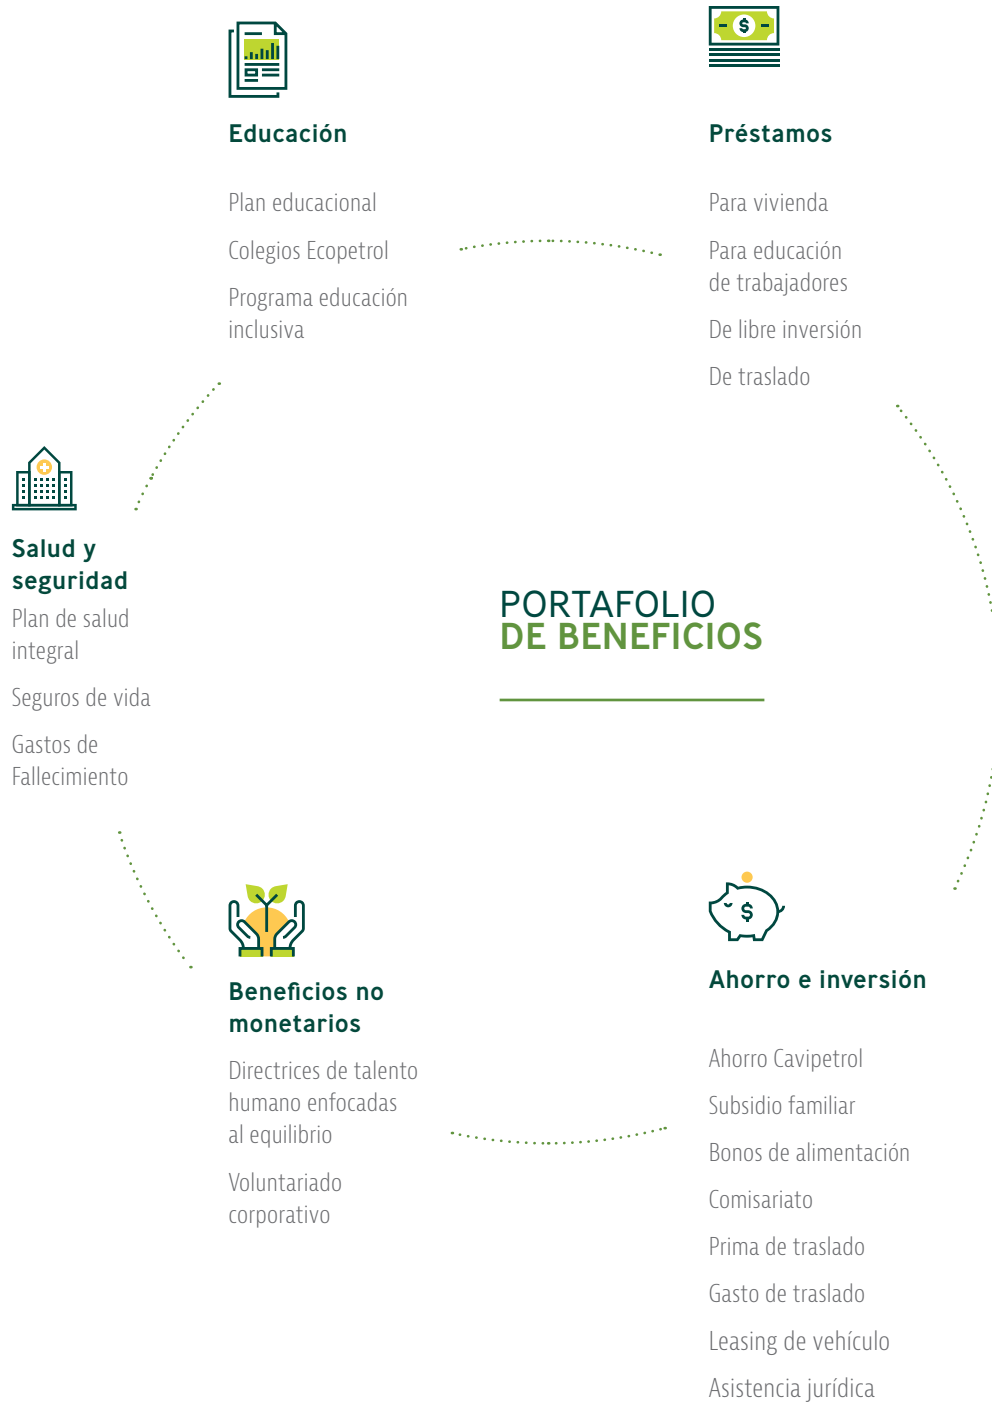 Educación
Plan educacional
Colegios Ecopetrol
Programa educación
inclusiva
$
Préstamos
Para vivienda
Para educación
de trabajadores
De libre inversión
De traslado
Salud y
seguridad
Plan de salud
integral
Seguros de vida
Gastos de
Fallecimiento
PORTAFOLIO
DE BENEFICIOS
Beneficios no
monetarios
Directrices de talento
humano enfocadas
al equilibrio
Voluntariado
corporativo
$
Ahorro e inversión
Ahorro Cavipetrol
Subsidio familiar
Bonos de alimentación
Comisariato
Prima de traslado
Gasto de traslado
Leasing de vehículo
Asistencia jurídica